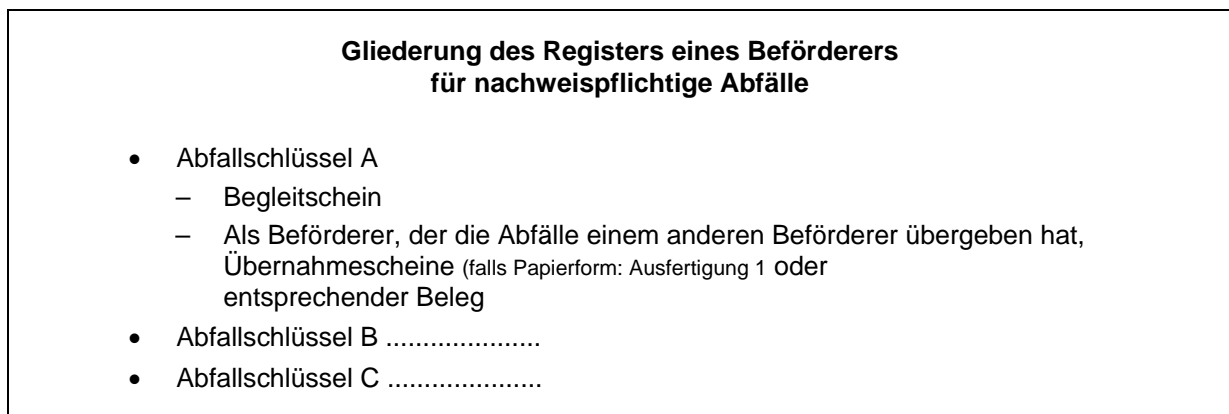 Gliederung des Registers eines Beförderers
für nachweispflichtige Abfälle
• Abfallschlüssel A
– Begleitschein
– Als Beförderer, der die Abfälle einem anderen Beförderer übergeben hat,
Übernahmescheine (falls Papierform: Ausfertigung 1 oder
entsprechender Beleg
• Abfallschlüssel B .....................
• Abfallschlüssel C .....................